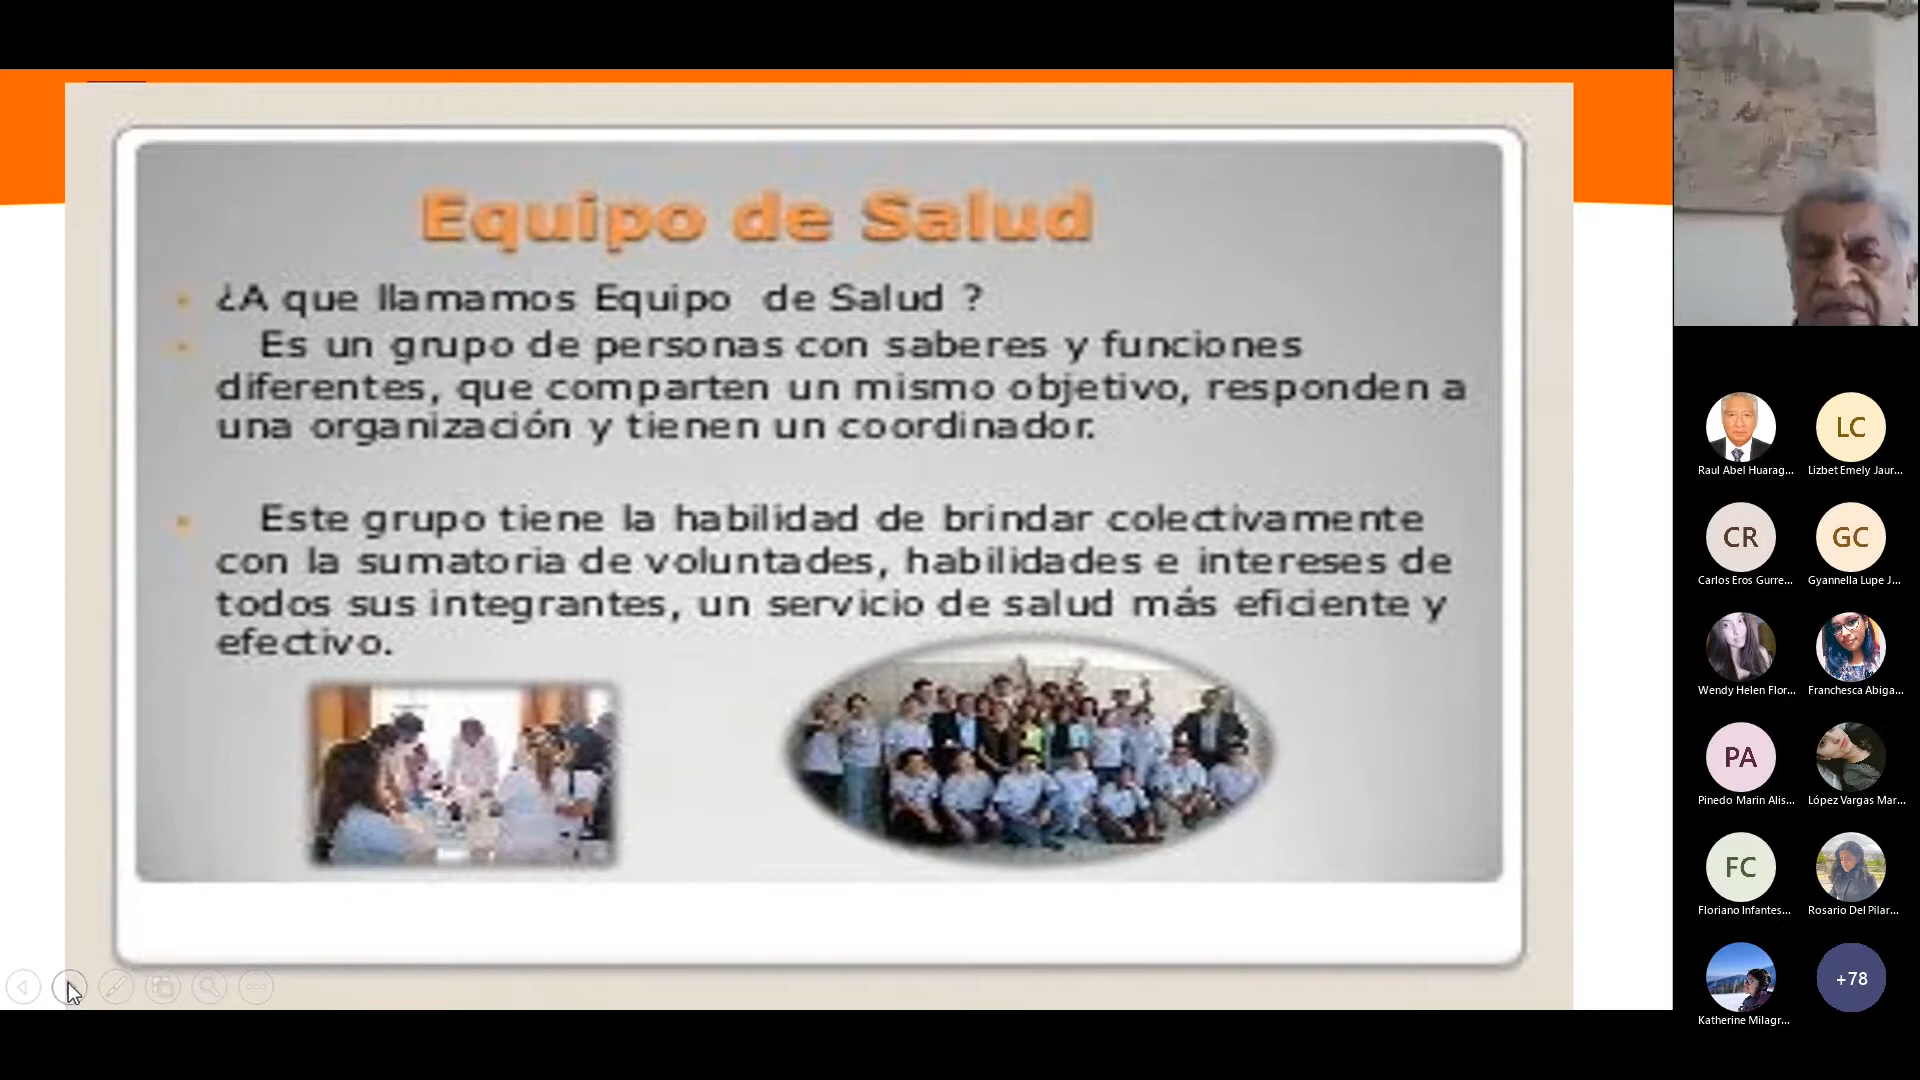 Equipo de Salud
¿A que llamamos Equipo de Salud ?
Es un grupo de personas con saberes y funciones
diferentes, que comparten un mismo objetivo, responden a
una organización y tienen un coordinador.
Este grupo tiene la habilidad de brindar colectivamente
con la sumatoria de voluntades, habilidades e intereses de
todos sus integrantes, un servicio de salud más eficiente y
efectivo.
Raul Abel Huarag...
LC
Lizbet Emely Jaur...
CR
Carlos Eros Gurre...
GC
Gyannella Lupe J...
Wendy Helen Flor...
Franchesca Abiga...
PA
Pinedo Marin Alis...
López Vargas Mar...
FC
Floriano Infantes...
Rosario Del Pilar...
Katherine Milagr...
+78